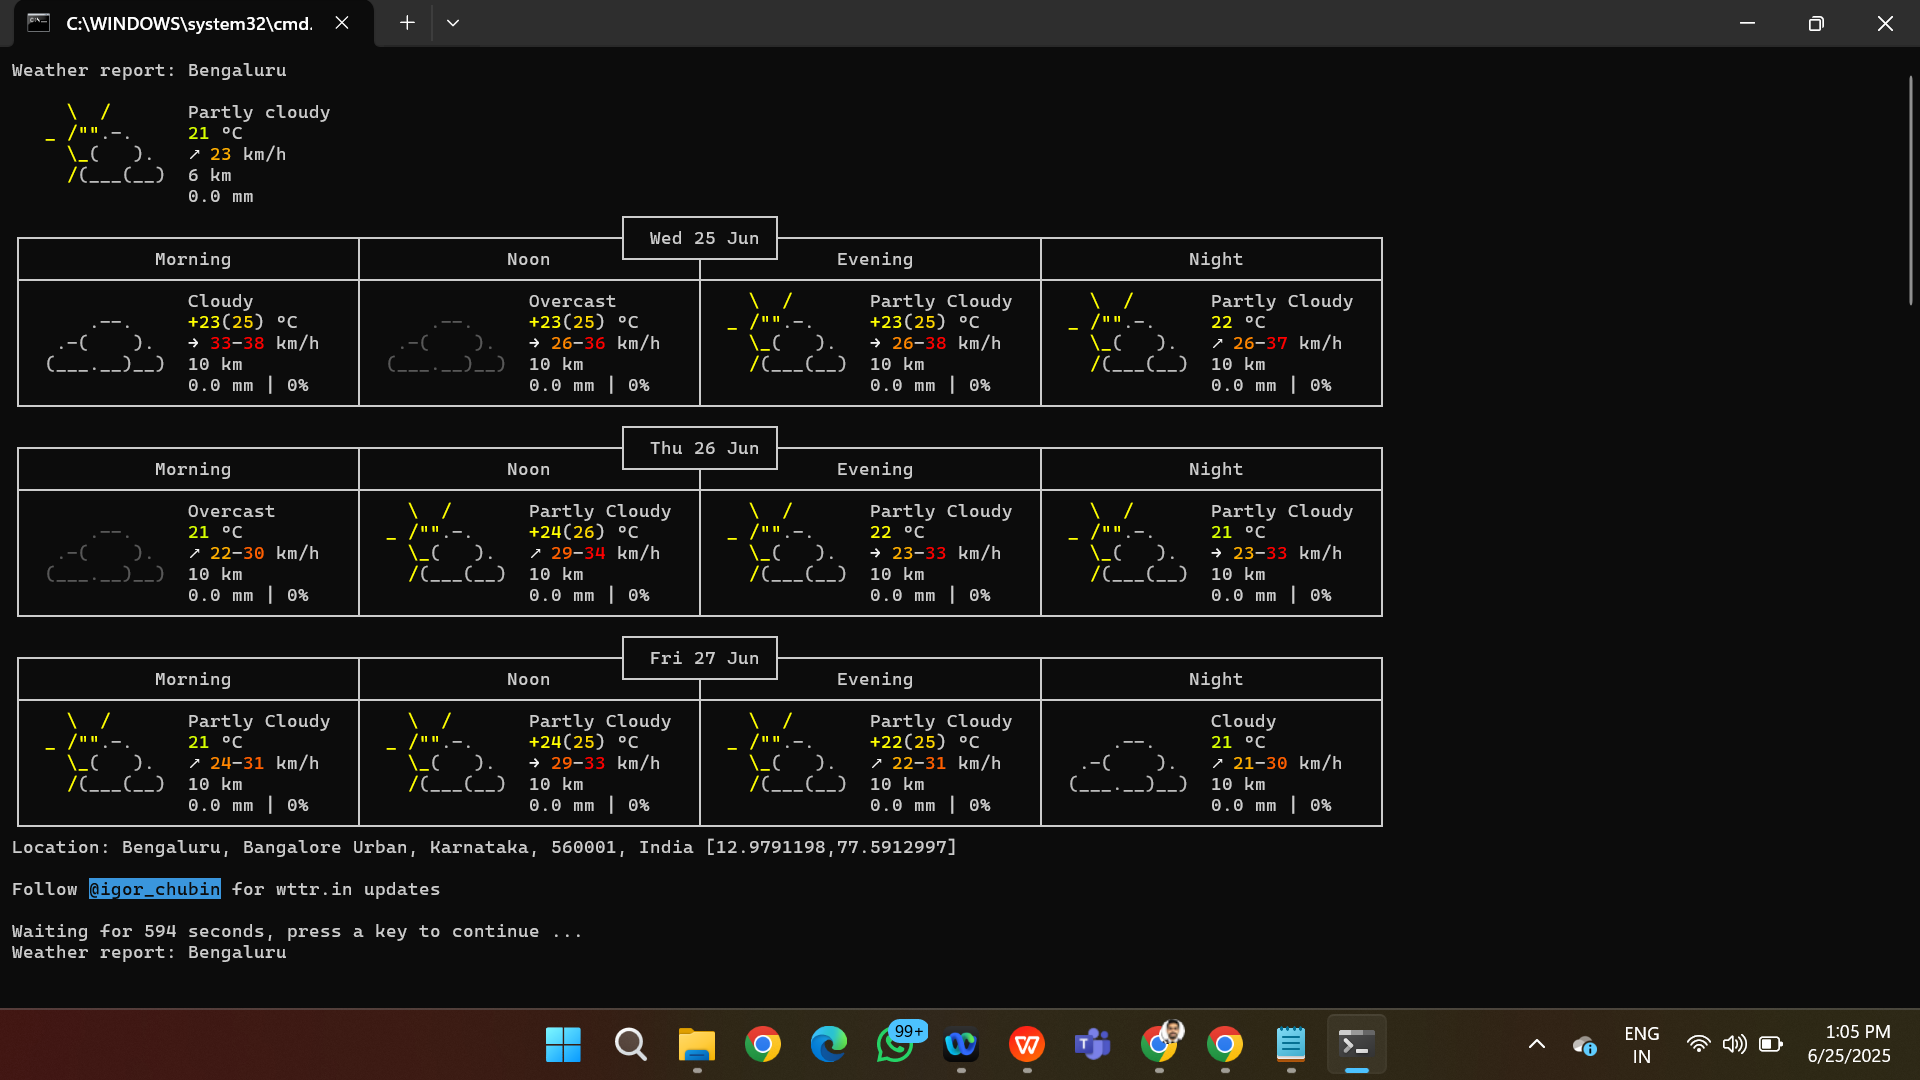 C:\WINDOWS\system32\cmd.
Weather report: Bengaluru
Partly cloudy
21 °C
↗ 23 km/h
6 km
0.0 mm
Wed 25 Jun
Morning Noon Evening Night
Cloudy Overcast Partly Cloudy Partly Cloudy
+23(25) °C +23(25) °C +23(25) °C 22 °C
→ 33-38 km/h → 26-36 km/h → 26-38 km/h ↗ 26-37 km/h
10 km 10 km 10 km 10 km
0.0 mm | 0% 0.0 mm | 0% 0.0 mm | 0% 0.0 mm | 0%
Thu 26 Jun
Morning Noon Evening Night
Overcast Partly Cloudy Partly Cloudy Partly Cloudy
21 °C +24(26) °C 22 °C 21 °C
↗ 22-30 km/h ↗ 29-34 km/h → 23-33 km/h → 23-33 km/h
10 km 10 km 10 km 10 km
0.0 mm | 0% 0.0 mm | 0% 0.0 mm | 0% 0.0 mm | 0%
Fri 27 Jun
Morning Noon Evening Night
Partly Cloudy Partly Cloudy Partly Cloudy Cloudy
21 °C +24(25) °C +22(25) °C 21 °C
↗ 24-31 km/h → 29-33 km/h ↗ 22-31 km/h ↗ 21-30 km/h
10 km 10 km 10 km 10 km
0.0 mm | 0% 0.0 mm | 0% 0.0 mm | 0% 0.0 mm | 0%
Location: Bengaluru, Bangalore Urban, Karnataka, 560001, India [12.9791198,77.5912997]
Follow @igor_chubin for wttr.in updates
Waiting for 594 seconds, press a key to continue ...
Weather report: Bengaluru
99+
ENG
IN
1:05 PM
6/25/2025